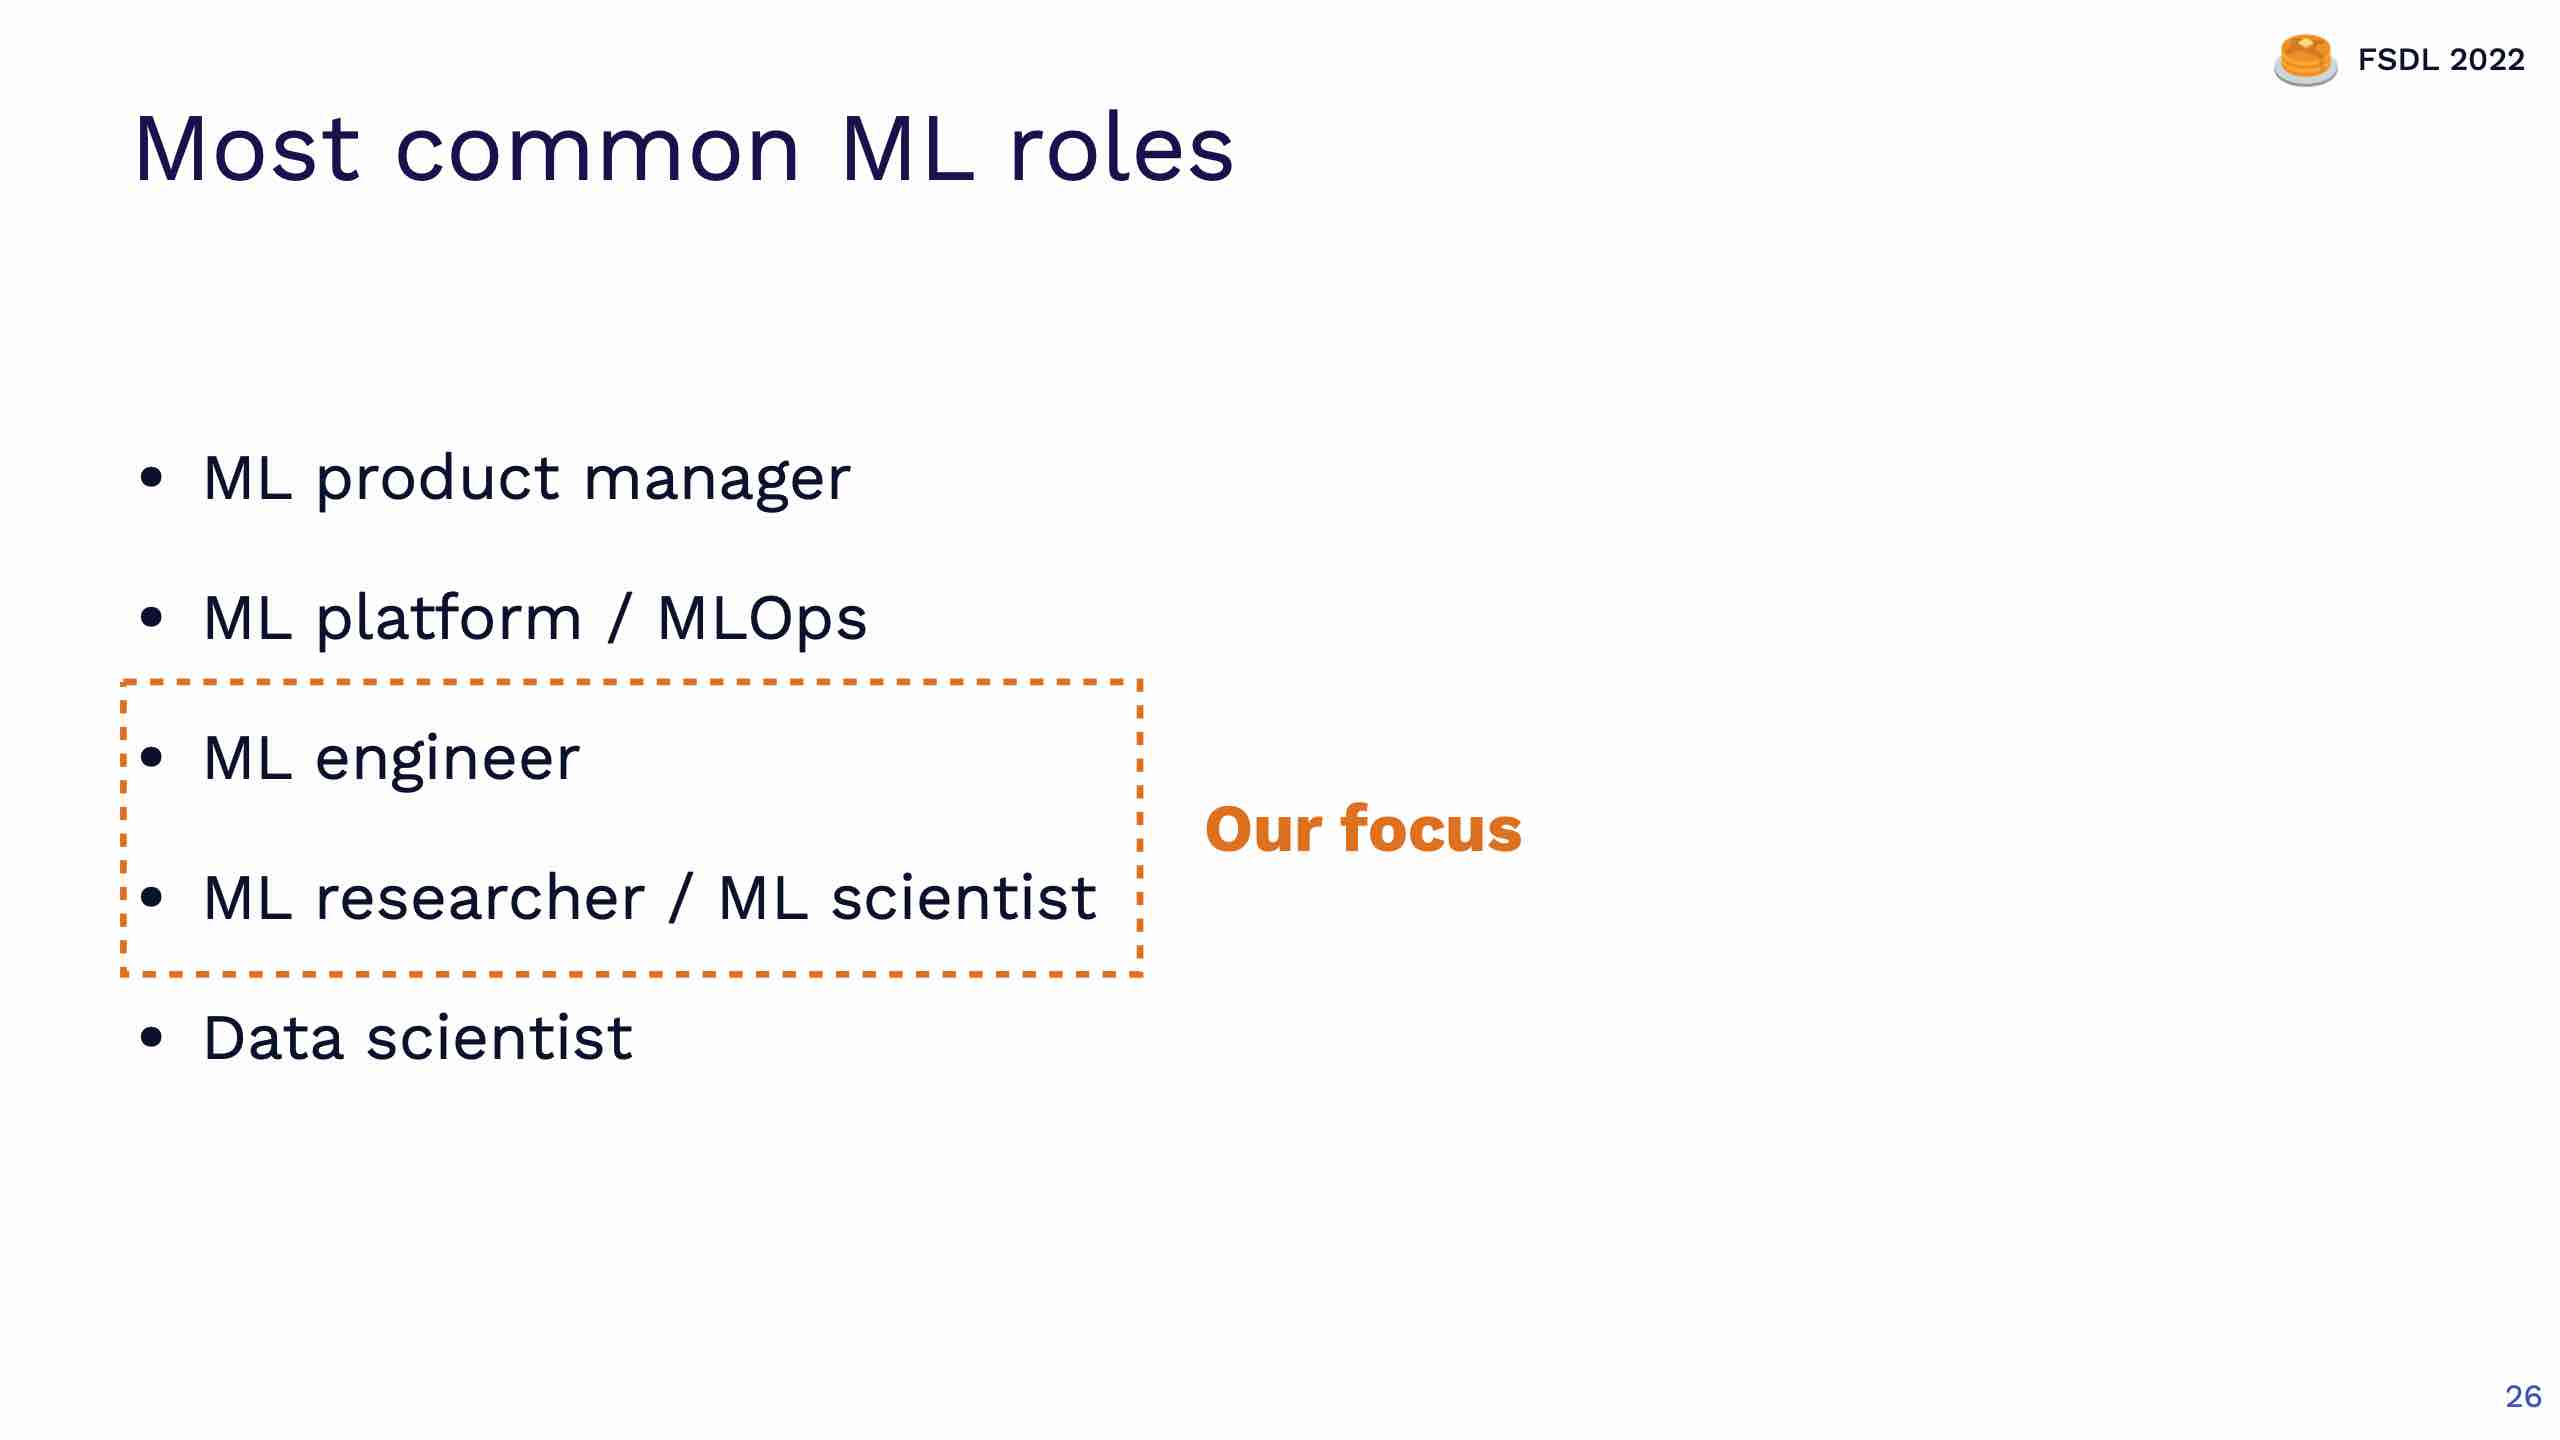 FSDL 2022
Most common ML roles
• ML product manager
• ML platform / MLOps
• ML engineer
• ML researcher / ML scientist
Our focus
• Data scientist
26